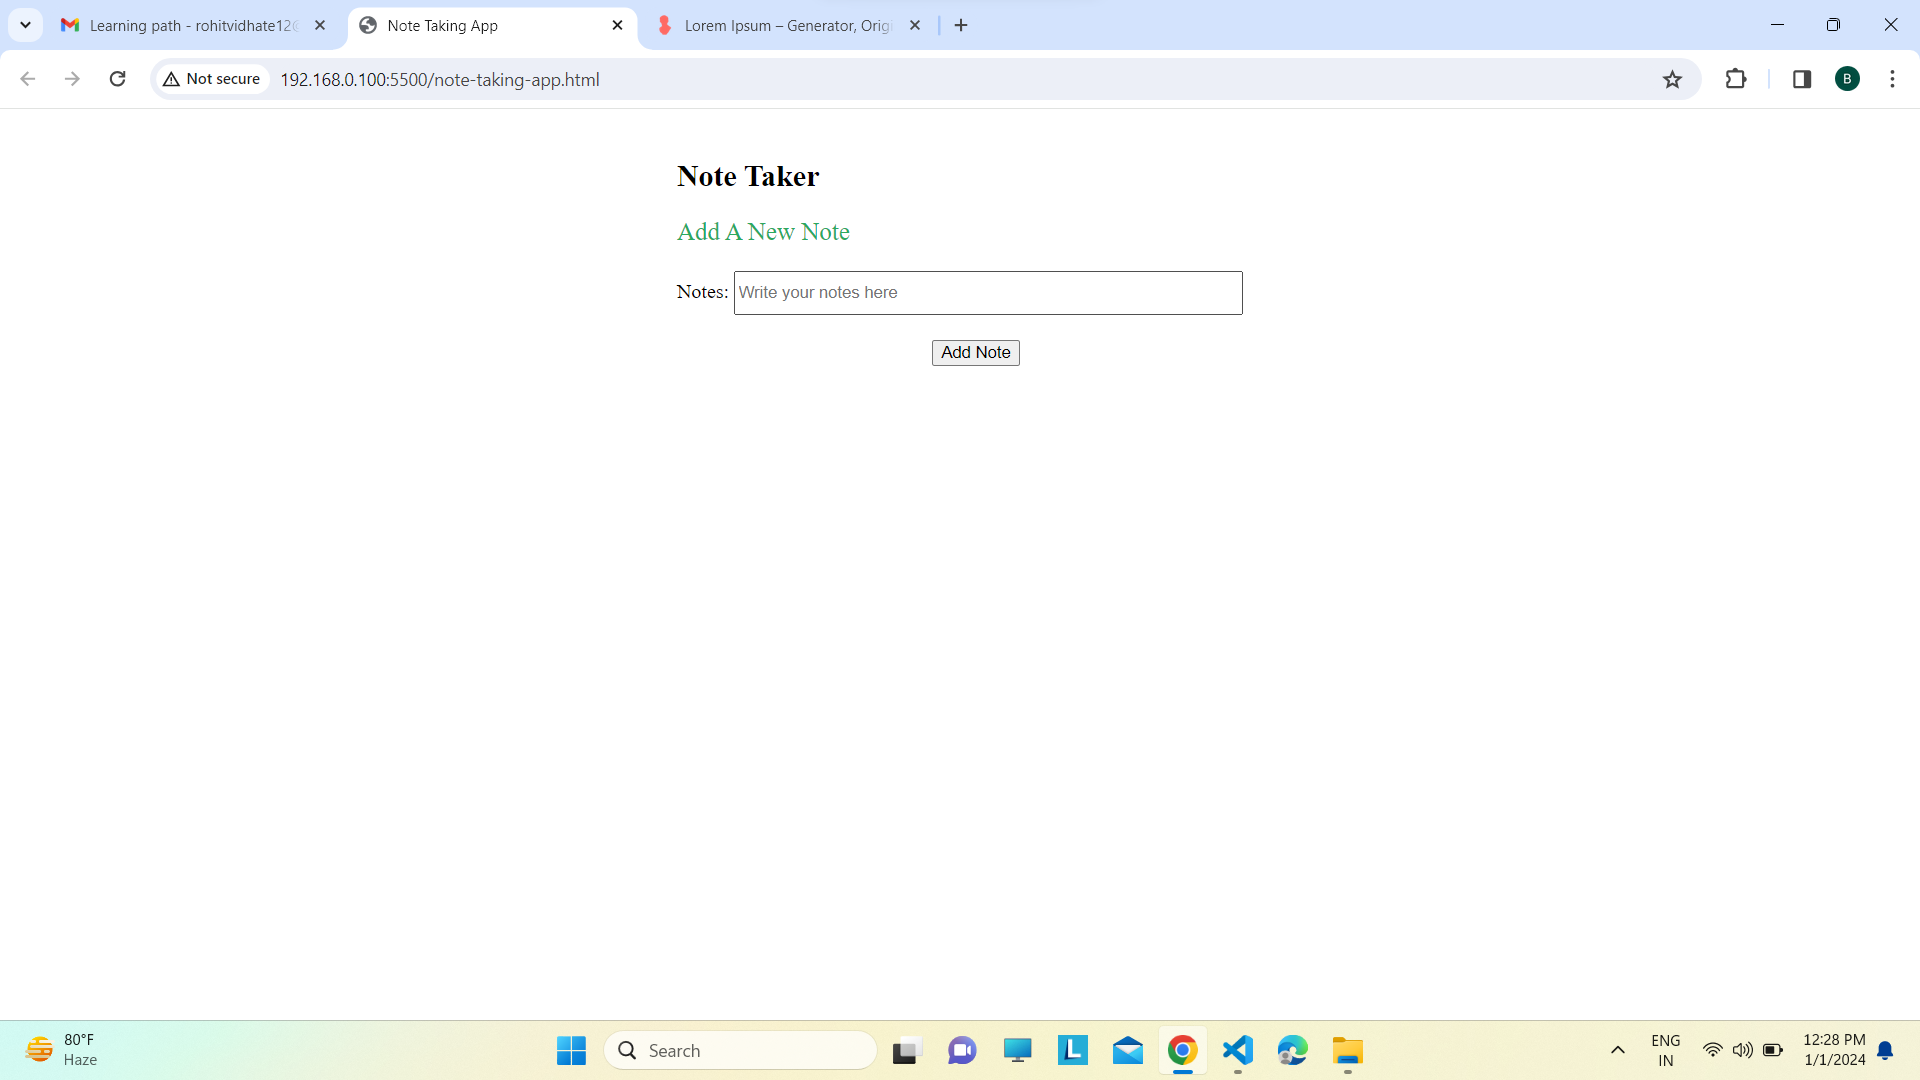 Learning path - rohitvidhate12@
Note Taking App
Lorem Ipsum – Generator, Orig
Not secure
192.168.0.100:5500/note-taking-app.html
B
Note Taker
Add A New Note
Notes:
Write your notes here
Add Note
80°F
Haze
Search
L
ENG
IN
12:28 PM
1/1/2024